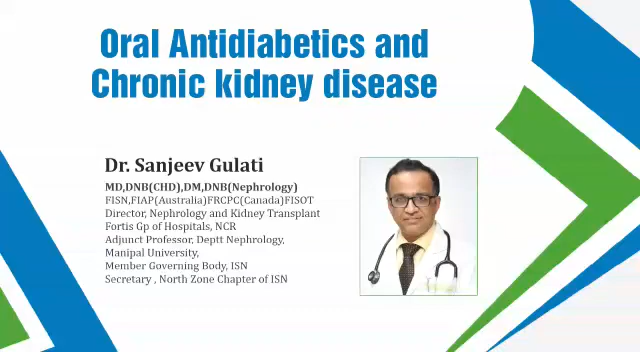 Oral Antidiabetics and
Chronic kidney disease
Dr. Sanjeev Gulati
MD,DNB(CHD),DM,DNB(Nephrology)
FISN,FIAP(Australia)FRCPC(Canada)FISOT
Director, Nephrology and Kidney Transplant
Fortis Gp of Hospitals, NCR
Adjunct Professor, Deptt Nephrology,
Manipal University,
Member Governing Body, ISN
Secretary , North Zone Chapter of ISN